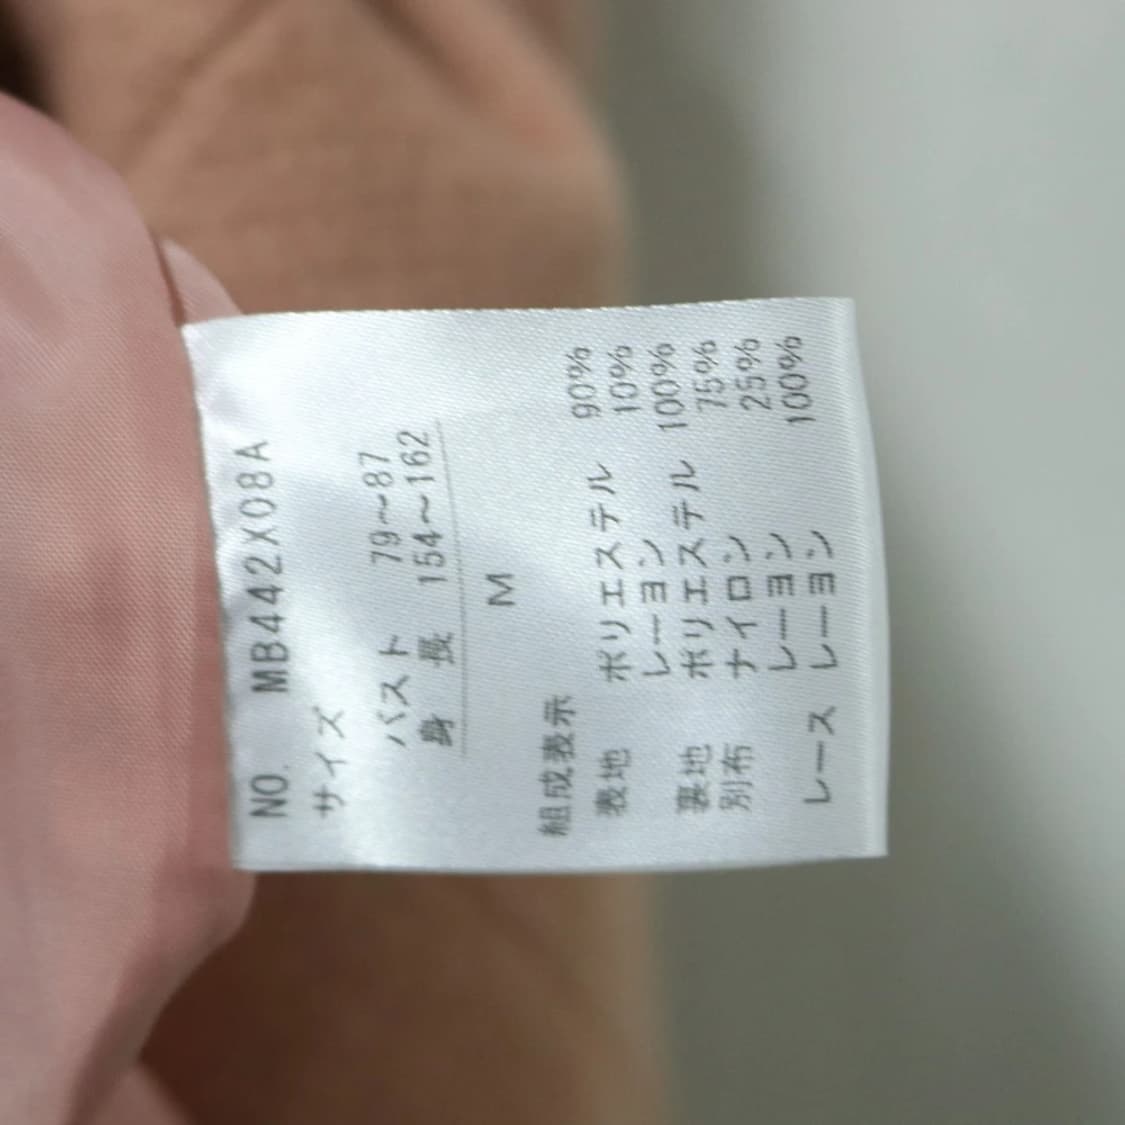 NO. MB442X08A
サイズ
バスト 79～87
身長 154～162
M
組成表示
表地 ポリエステル 90%
レーヨン 10%
裏地 ポリエステル 100%
別布 ナイロン 75%
レーヨン 25%
レース レーヨン 100%